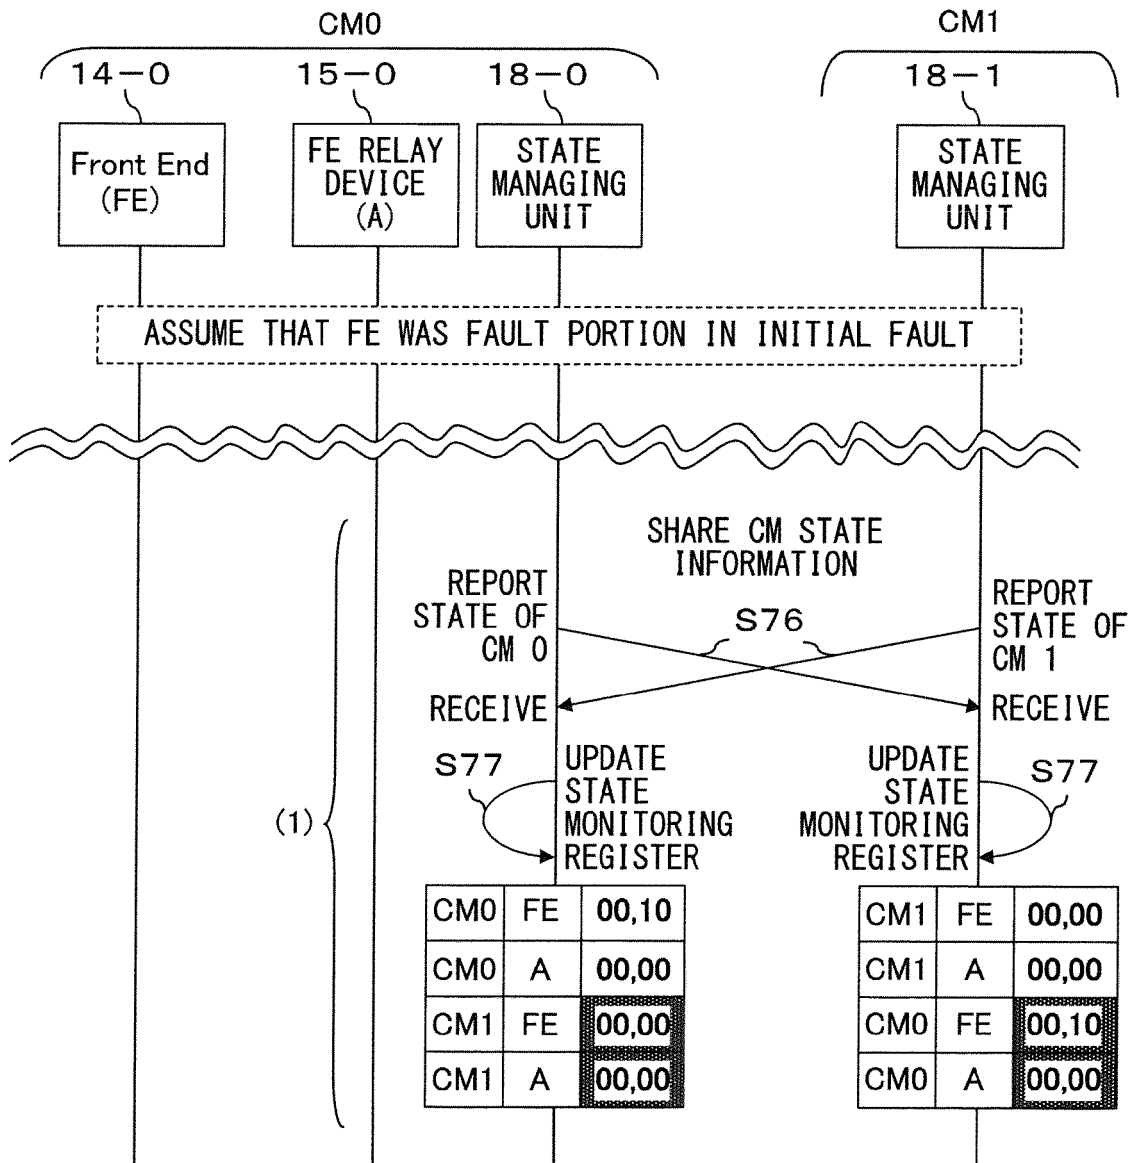 CM0
CM1
14-0
15-0
18-0
18-1
Front End
(FE)
FE RELAY
DEVICE
(A)
STATE
MANAGING
UNIT
STATE
MANAGING
UNIT
ASSUME THAT FE WAS FAULT PORTION IN INITIAL FAULT
SHARE CM STATE
INFORMATION
REPORT
STATE OF
CM 0
S76
REPORT
STATE OF
CM 1
RECEIVE
RECEIVE
S77
UPDATE
STATE
MONITORING
REGISTER
UPDATE
STATE
MONITORING
REGISTER
S77
(1)
CM0 FE 00,10
CM0 A 00,00
CM1 FE 00,00
CM1 A 00,00
CM1 FE 00,00
CM1 A 00,00
CM0 FE 00,10
CM0 A 00,00